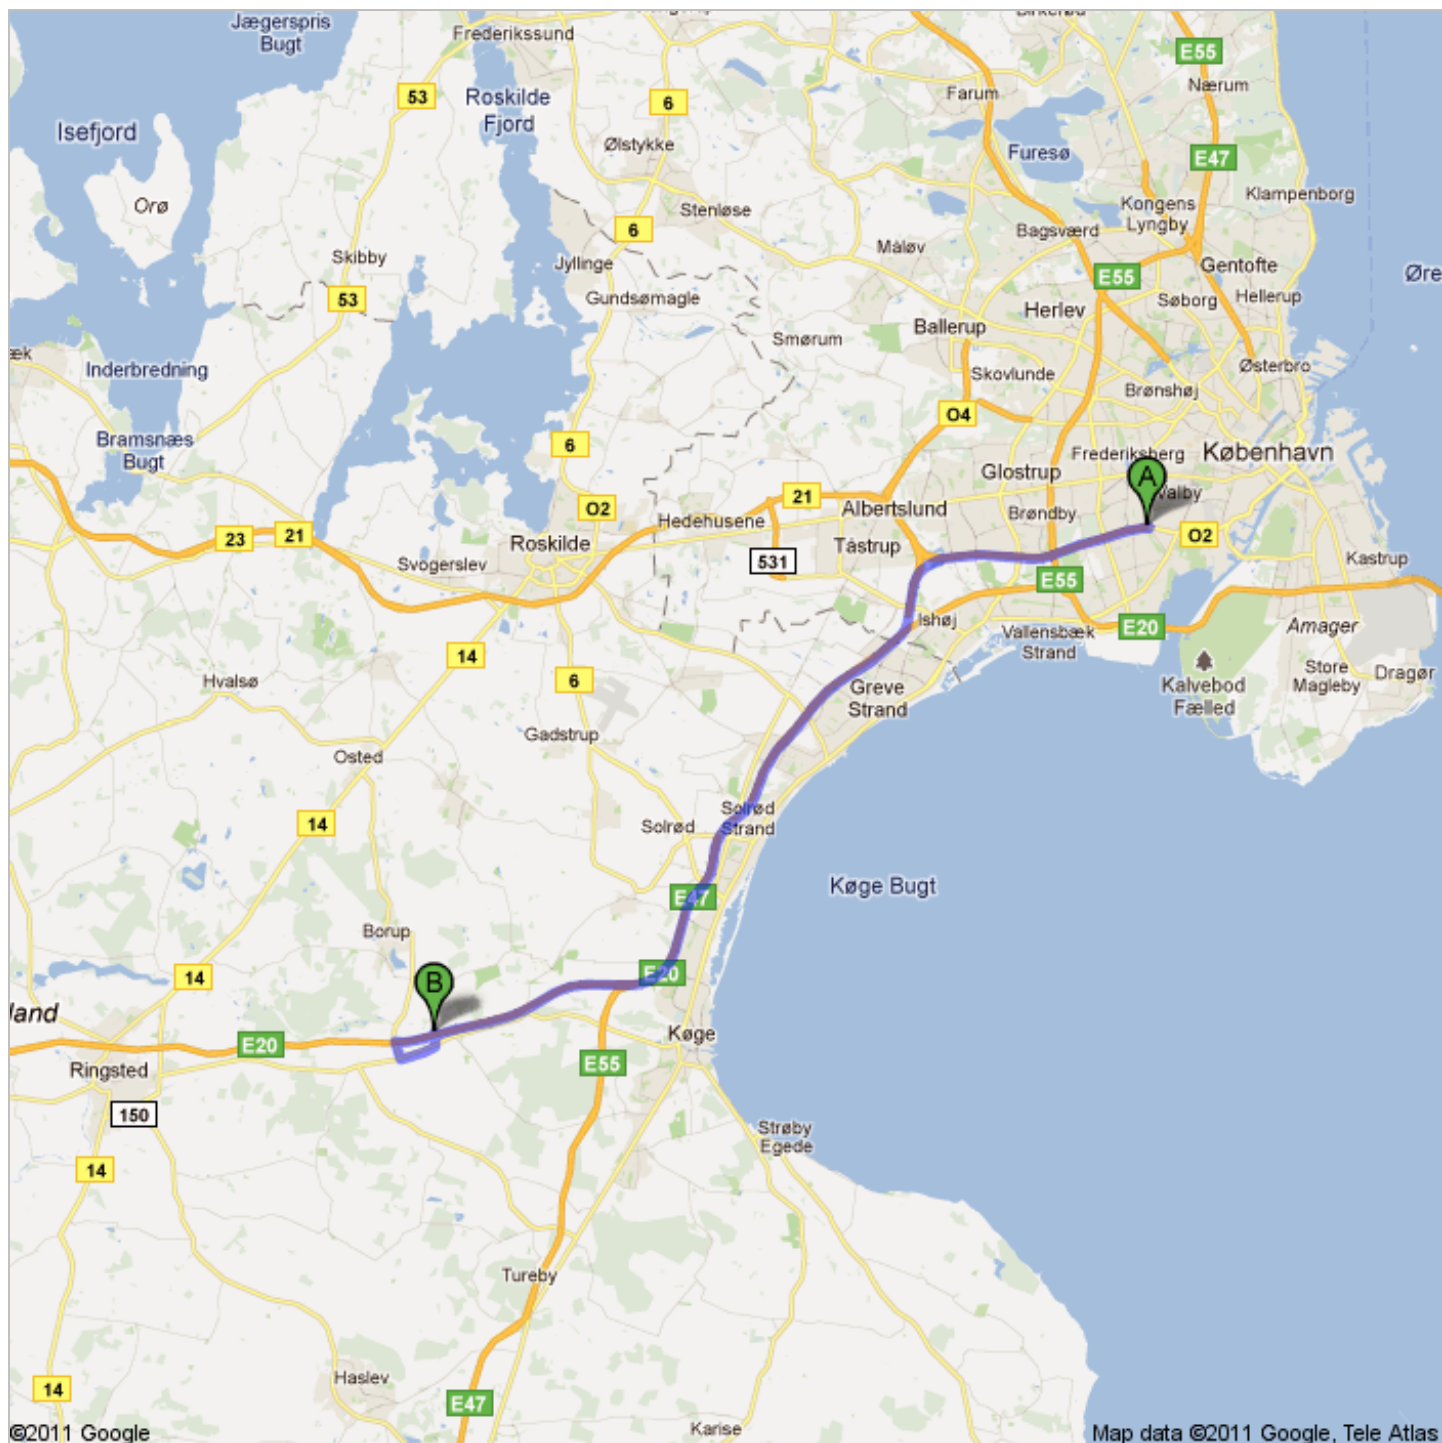 Jægerspris
Bugt
Frederikssund
E55
Nærum
53
Roskilde
Fjord
6
Farum
Isefjord
Ølstykke
Furesø
E47
Klampenborg
Orø
Stenløse
Kongens
Lyngby
6
Bagsværd
Måløv
Skibby
Jyllinge
Gentofte
Gundsømagle
E55
Øre
53
Søborg
Hellerup
Herlev
Ballerup
Smørum
æk
Inderbredning
Skovlunde
Østerbro
Brønshøj
O4
Bramsnæs
Bugt
6
Frederiksberg
København
Glostrup
A
Valby
21
O2
Albertslund
Brøndby
Hedehusene
23
21
Roskilde
O2
Tåstrup
Svogerslev
531
Kastrup
E55
Ishøj
Vallensbæk
Strand
E20
Amager
14
Store
Magleby
Dragør
Hvalsø
6
Greve
Strand
Kalvebod
Fælled
Gadstrup
Osted
Solrød
Strand
14
Solrød
Køge Bugt
E47
Borup
14
B
E20
land
Køge
E20
Ringsted
E55
150
Strøby
Egede
14
Tureby
Haslev
14
E47
Karise
©2011 Google
Map data ©2011 Google, Tele Atlas